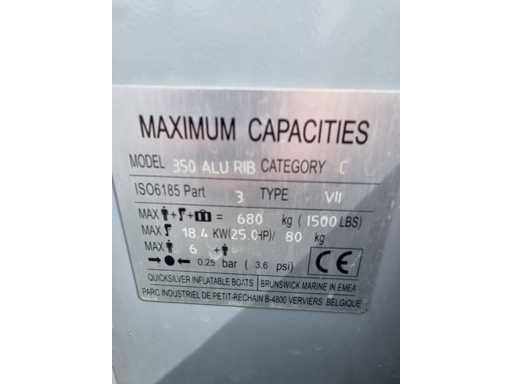 MAXIMUM CAPACITIES
MODEL 350 ALU RIB CATEGORY C
ISO6185 Part 3 TYPE VII
MAX + + = 680 kg (1500 LBS)
MAX 18.4 KW(25.0HP)/ 80 kg
MAX 6 +
0.25 bar ( 3.6 psi) CE
QUICKSILVER INFLATABLE BOATS BRUNSWICK MARINE IN EMEA
PARC INDUSTRIEL DE PETIT-RECHAIN B-4800 VERVIERS BELGIQUE